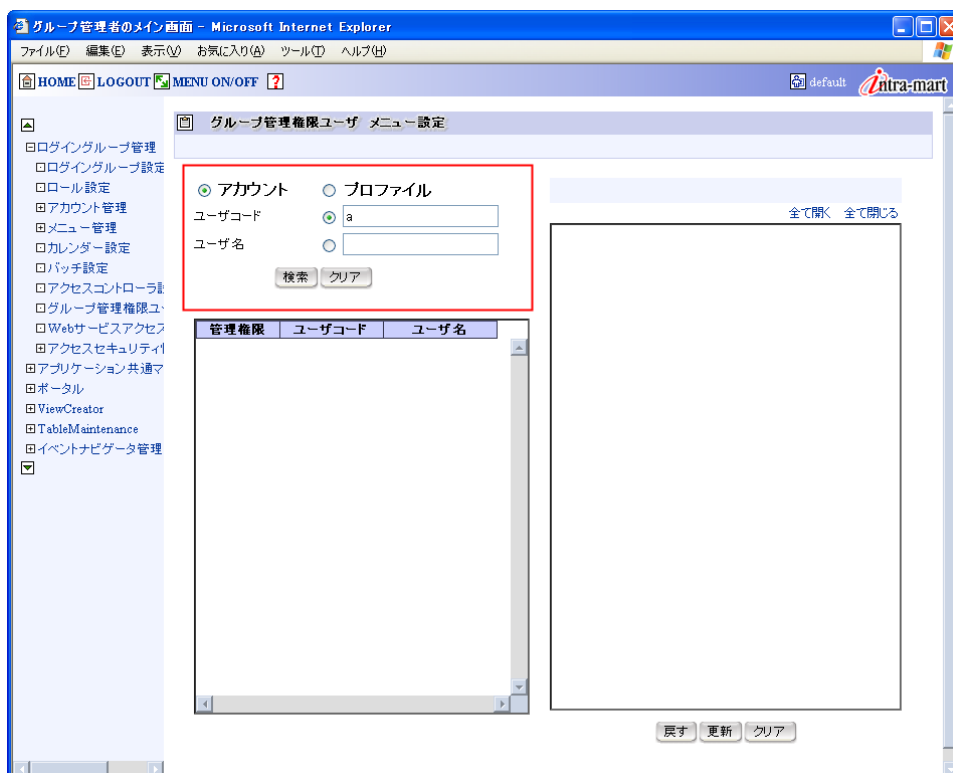 グループ管理者のメイン画面 - Microsoft Internet Explorer
ファイル(F) 編集(E) 表示(V) お気に入り(A) ツール(T) ヘルプ(H)
HOME LOGOUT MENU ON/OFF ? default intra-mart
グループ管理権限ユーザ メニュー設定
ログイングループ管理
ログイングループ設定
ロール設定
アカウント管理
メニュー管理
カレンダー設定
バッチ設定
アクセスコントローラ
グループ管理権限ユ
Webサービスアクセス
アクセスセキュリティ
アプリケーション共通マ
ポータル
ViewCreator
TableMaintenance
イベントナビゲータ管理
アカウント プロファイル
ユーザコード a
ユーザ名
検索 クリア
管理権限 ユーザコード ユーザ名
全て開く 全て閉じる
戻す 更新 クリア